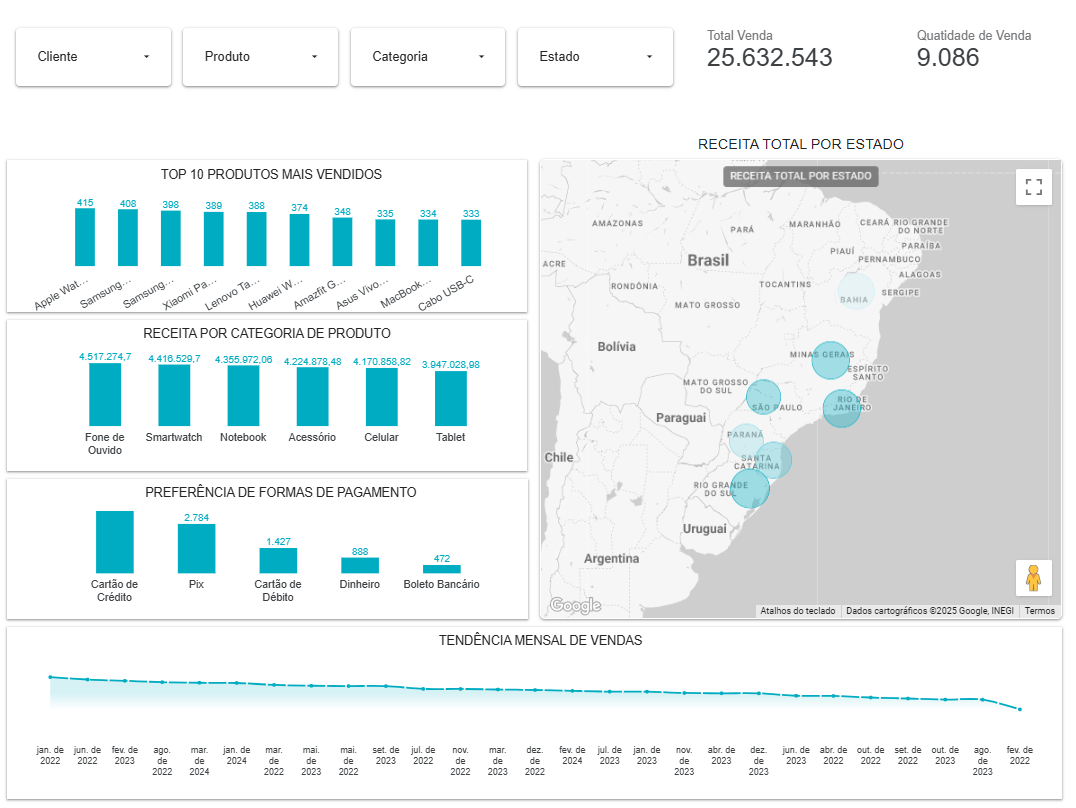 Cliente
Produto
Categoria
Estado
Total Venda
25.632.543
Quatidade de Venda
9.086
RECEITA TOTAL POR ESTADO
TOP 10 PRODUTOS MAIS VENDIDOS
415 408 398 389 388 374 348 335 334 333
Apple Wat… Samsung… Samsung… Xiaomi Pa… Lenovo Ta… Huawei W… Amazfit G… Asus Vivo… MacBook… Cabo USB-C
RECEITA POR CATEGORIA DE PRODUTO
4.517.274,7 4.416.529,7 4.355.972,06 4.224.878,48 4.170.858,82 3.947.028,98
Fone de Ouvido
Smartwatch
Notebook
Acessório
Celular
Tablet
PREFERÊNCIA DE FORMAS DE PAGAMENTO
2.784 1.427 888 472
Cartão de Crédito
Pix
Cartão de Débito
Dinheiro
Boleto Bancário
RECEITA TOTAL POR ESTADO
AMAZONAS
PARÁ
MARANHÃO
CEARÁ
RIO GRANDE
DO NORTE
PARAÍBA
PIAUÍ
PERNAMBUCO
ALAGOAS
SERGIPE
ACRE
Brasil
RONDÔNIA
TOCANTINS
BAHIA
MATO GROSSO
Bolívia
MINAS GERAIS
ESPÍRITO
SANTO
MATO GROSSO
DO SUL
SÃO PAULO
RIO DE
JANEIRO
Paraguai
PARANÁ
Chile
SANTA
CATARINA
RIO GRANDE
DO SUL
Uruguai
Argentina
Google
Atalhos do teclado
Dados cartográficos ©2025 Google, INEGI
Termos
TENDÊNCIA MENSAL DE VENDAS
jan. de 2022
jun. de 2022
fev. de 2023
ago. de 2022
mar. de 2024
jan. de 2024
mar. de 2022
mai. de 2023
mai. de 2022
set. de 2023
jul. de 2022
nov. de 2022
mar. de 2023
dez. de 2022
fev. de 2024
jul. de 2023
jan. de 2023
nov. de 2023
abr. de 2023
dez. de 2023
jun. de 2023
abr. de 2022
out. de 2022
set. de 2022
out. de 2023
ago. de 2023
fev. de 2022